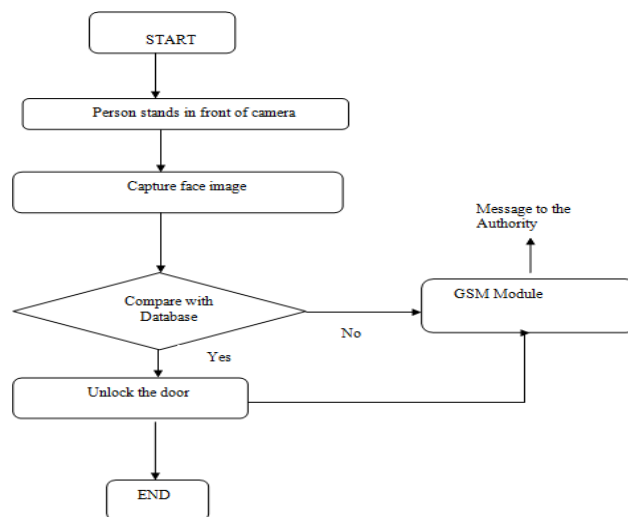 START
Person stands in front of camera
Capture face image
Message to the
Authority
Compare with
Database
GSM Module
No
Yes
Unlock the door
END